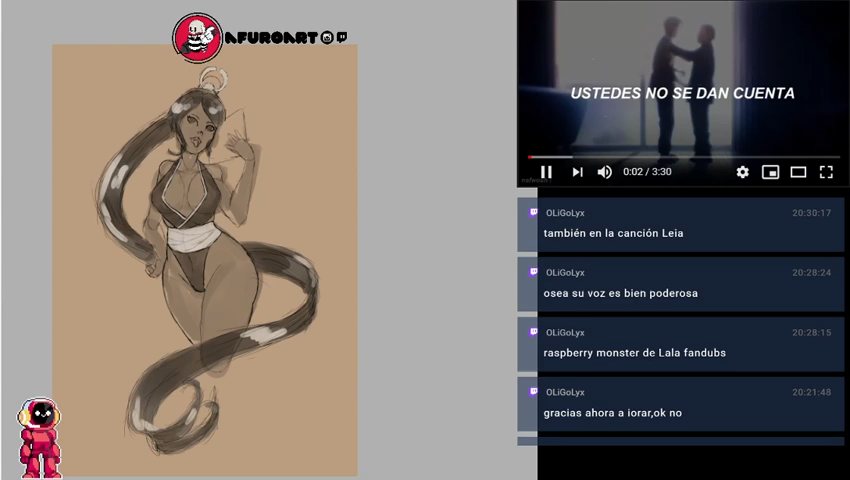 AFUROART
USTEDES NO SE DAN CUENTA
0:02 / 3:30
OLiGoLyx 20:30:17
también en la canción Leia
OLiGoLyx 20:28:24
osea su voz es bien poderosa
OLiGoLyx 20:28:15
raspberry monster de Lala fandubs
OLiGoLyx 20:21:48
gracias ahora a iorar,ok no